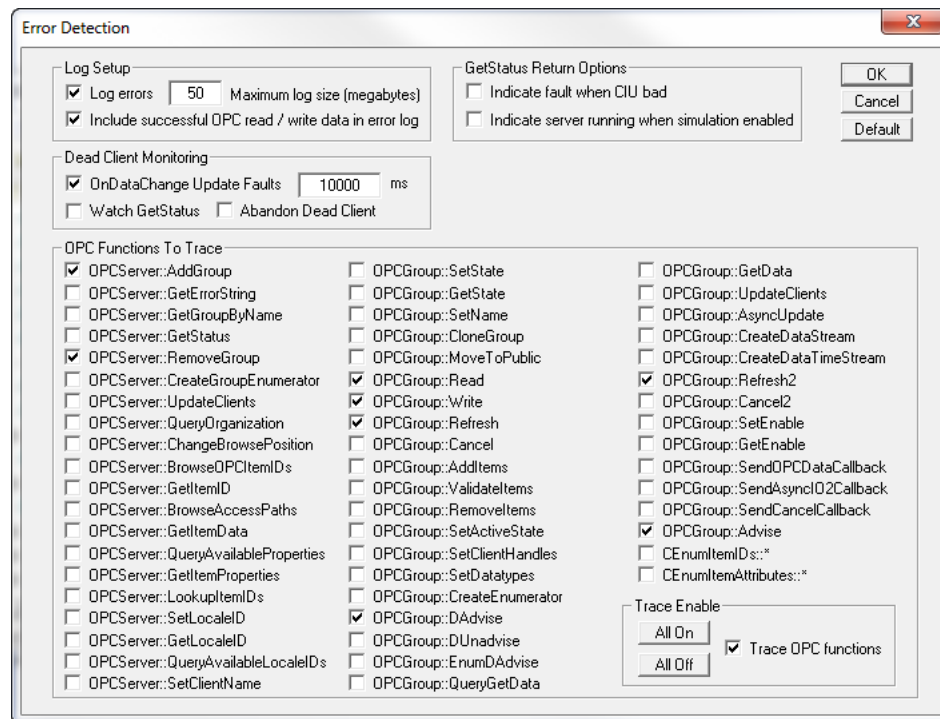 Error Detection
Log Setup
Log errors 50 Maximum log size (megabytes)
Include successful OPC read / write data in error log
GetStatus Return Options
Indicate fault when CIU bad
Indicate server running when simulation enabled
OK
Cancel
Default
Dead Client Monitoring
OnDataChange Update Faults 10000 ms
Watch GetStatus Abandon Dead Client
OPC Functions To Trace
OPCServer::AddGroup
OPCServer::GetErrorString
OPCServer::GetGroupByName
OPCServer::GetStatus
OPCServer::RemoveGroup
OPCServer::CreateGroupEnumerator
OPCServer::UpdateClients
OPCServer::QueryOrganization
OPCServer::ChangeBrowsePosition
OPCServer::BrowseOPCItemIDs
OPCServer::GetItemID
OPCServer::BrowseAccessPaths
OPCServer::GetItemData
OPCServer::QueryAvailableProperties
OPCServer::GetItemProperties
OPCServer::LookupItemIDs
OPCServer::SetLocaleID
OPCServer::GetLocaleID
OPCServer::QueryAvailableLocaleIDs
OPCServer::SetClientName
OPCGroup::SetState
OPCGroup::GetState
OPCGroup::SetName
OPCGroup::CloneGroup
OPCGroup::MoveToPublic
OPCGroup::Read
OPCGroup::Write
OPCGroup::Refresh
OPCGroup::Cancel
OPCGroup::AddItems
OPCGroup::ValidateItems
OPCGroup::RemoveItems
OPCGroup::SetActiveState
OPCGroup::SetClientHandles
OPCGroup::SetDatatypes
OPCGroup::CreateEnumerator
OPCGroup::DAdvise
OPCGroup::DUnadvise
OPCGroup::EnumDAdvise
OPCGroup::QueryGetData
OPCGroup::GetData
OPCGroup::UpdateClients
OPCGroup::AsyncUpdate
OPCGroup::CreateDataStream
OPCGroup::CreateDataTimeStream
OPCGroup::Refresh2
OPCGroup::Cancel2
OPCGroup::SetEnable
OPCGroup::GetEnable
OPCGroup::SendOPCDataCallback
OPCGroup::SendAsyncIO2Callback
OPCGroup::SendCancelCallback
OPCGroup::Advise
CEnumItemIDs::*
CEnumItemAttributes::*
Trace Enable
All On
All Off
Trace OPC functions